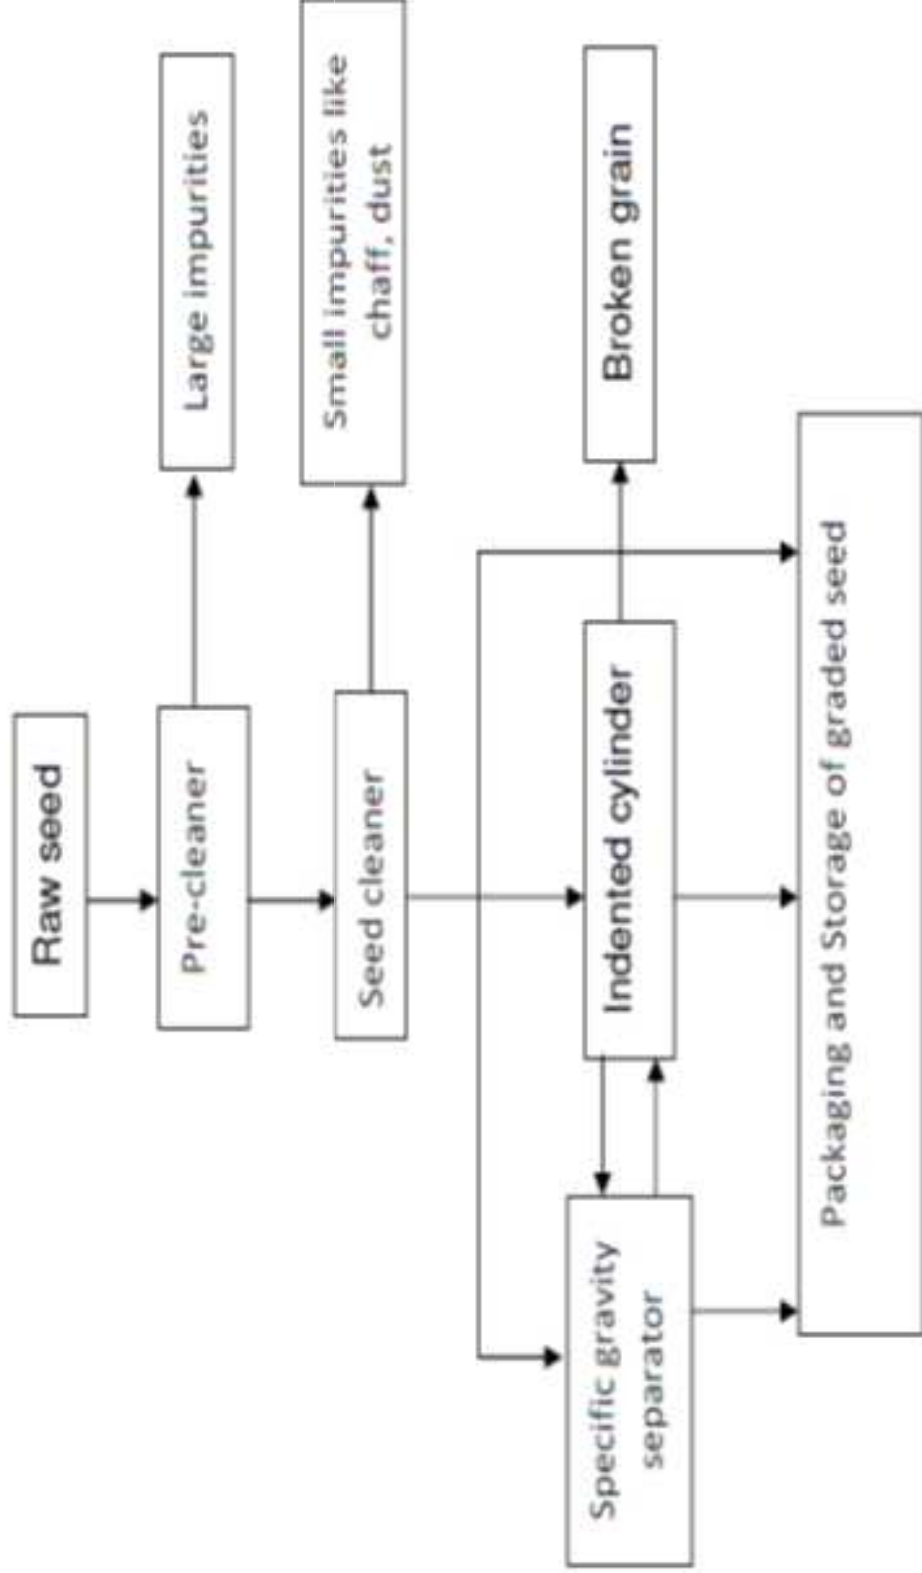 Raw seed
Pre-cleaner
Large impurities
Seed cleaner
Small impurities like
chaff, dust
Specific gravity
separator
Indented cylinder
Broken grain
Packaging and Storage of graded seed